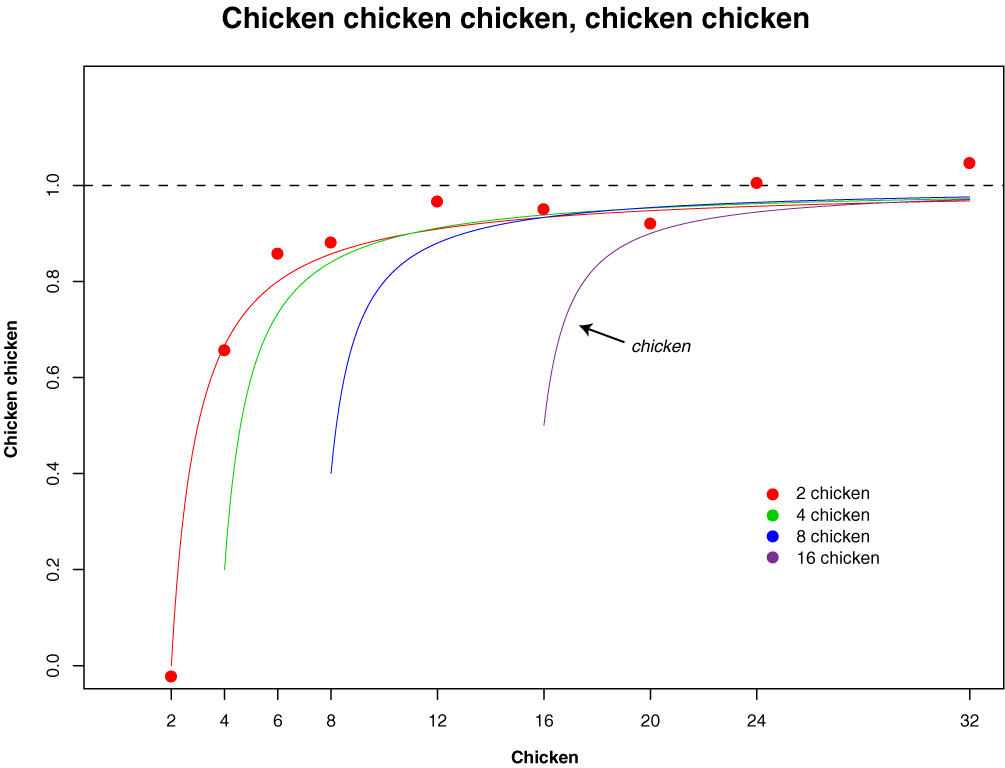 Chicken chicken chicken, chicken chicken
Chicken chicken
1.0
0.8
0.6
0.4
0.2
0.0
chicken
2 chicken
4 chicken
8 chicken
16 chicken
2 4 6 8 12 16 20 24 32
Chicken